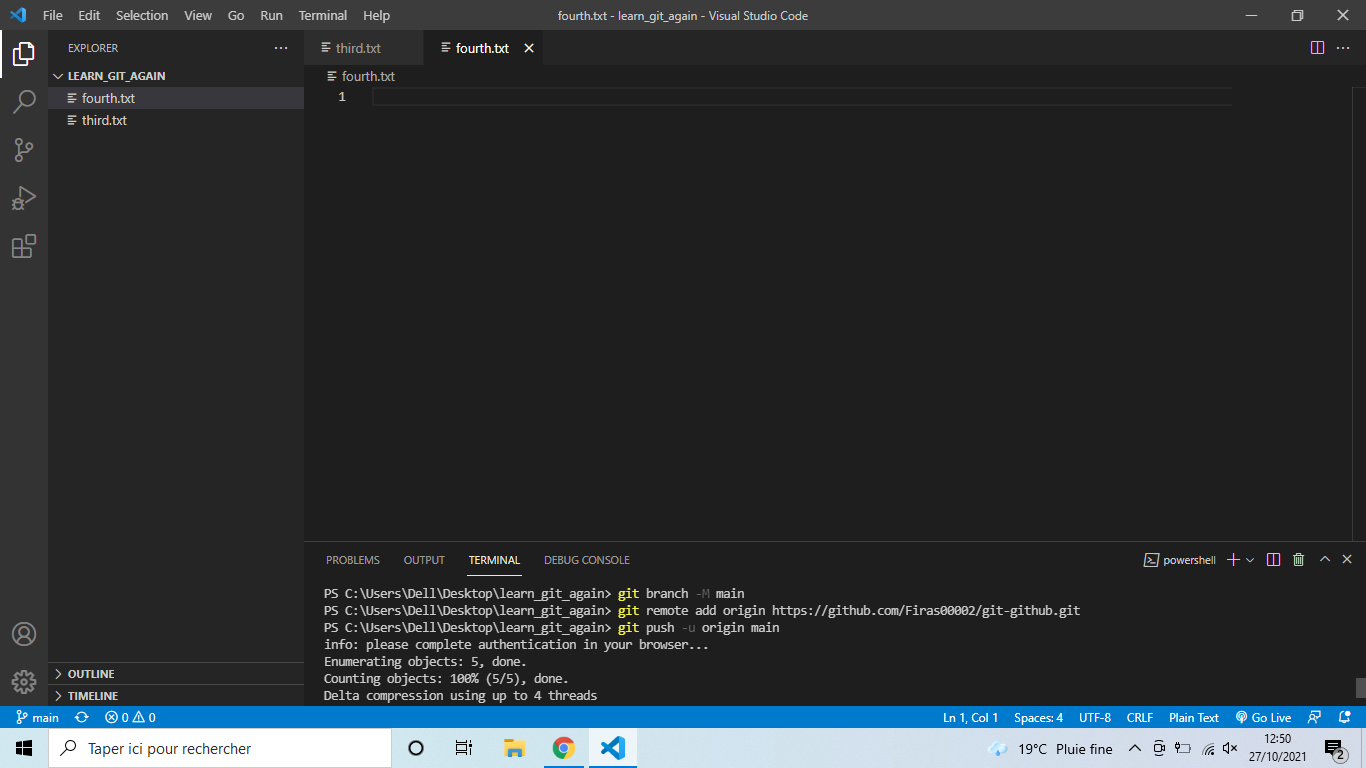 File Edit Selection View Go Run Terminal Help fourth.txt - learn_git_again - Visual Studio Code
EXPLORER
LEARN_GIT_AGAIN
fourth.txt
third.txt
OUTLINE
TIMELINE
third.txt fourth.txt
fourth.txt
1
PROBLEMS OUTPUT TERMINAL DEBUG CONSOLE powershell
PS C:\Users\Dell\Desktop\learn_git_again> git branch -M main
PS C:\Users\Dell\Desktop\learn_git_again> git remote add origin https://github.com/Firas00002/git-github.git
PS C:\Users\Dell\Desktop\learn_git_again> git push -u origin main
info: please complete authentication in your browser...
Enumerating objects: 5, done.
Counting objects: 100% (5/5), done.
Delta compression using up to 4 threads
main 0 0 Ln 1, Col 1 Spaces: 4 UTF-8 CRLF Plain Text Go Live
Taper ici pour rechercher 19°C Pluie fine 12:50
27/10/2021 2